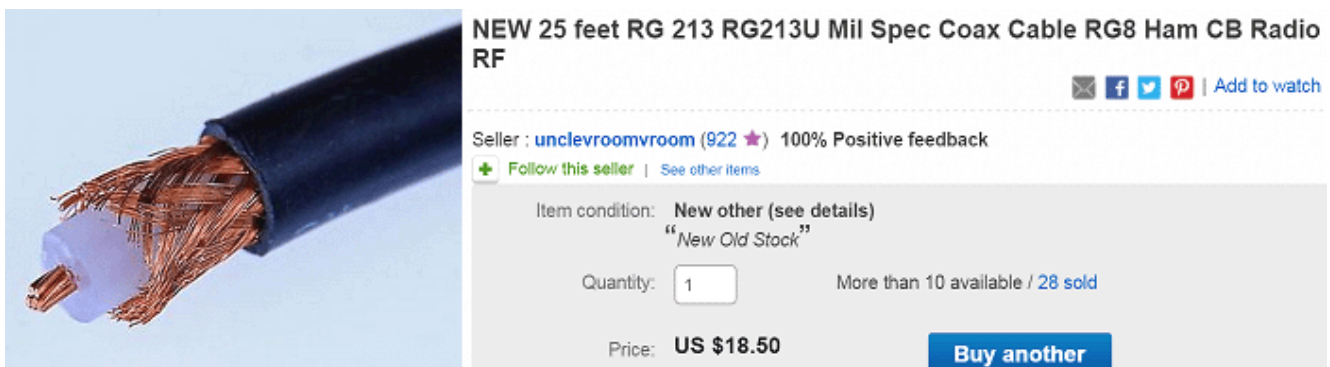 NEW 25 feet RG 213 RG213U Mil Spec Coax Cable RG8 Ham CB Radio
RF
| Add to watch
Seller : unclevroomvroom (922 ★) 100% Positive feedback
+ Follow this seller | See other items
Item condition: New other (see details)
“New Old Stock”
Quantity: 1 More than 10 available / 28 sold
Price: US $18.50 Buy another